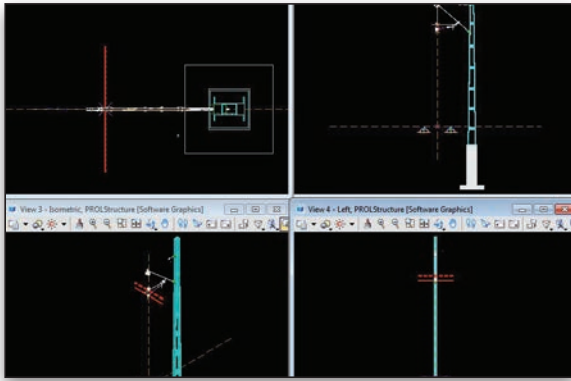 View 3 - Isometric, PROLStructure [Software Graphics]
View 4 - Left, PROLStructure [Software Graphics]